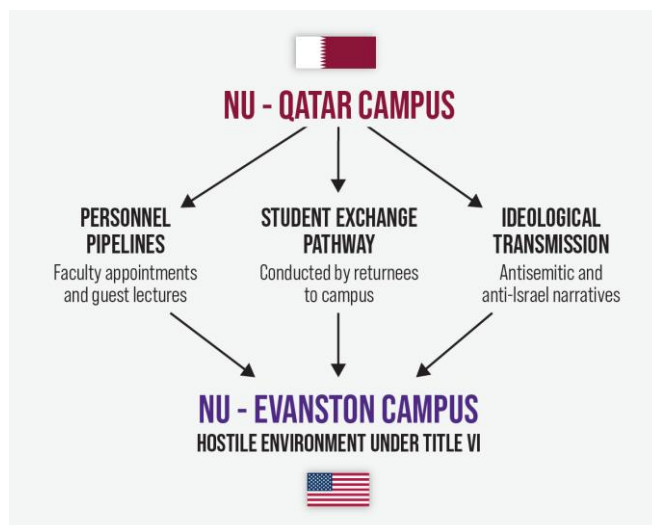 NU - QATAR CAMPUS
PERSONNEL
PIPELINES
Faculty appointments
and guest lectures
STUDENT EXCHANGE
PATHWAY
Conducted by returnees
to campus
IDEOLOGICAL
TRANSMISSION
Antisemitic and
anti-Israel narratives
NU - EVANSTON CAMPUS
HOSTILE ENVIRONMENT UNDER TITLE VI